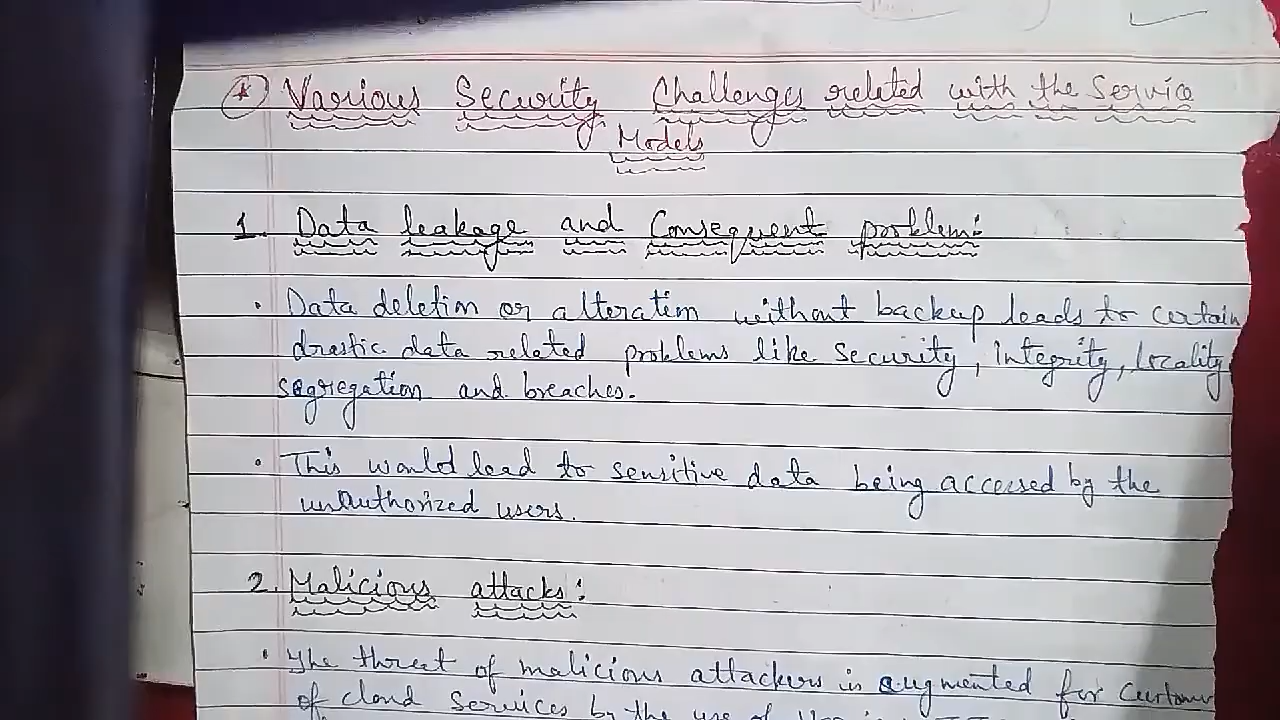 * Various Security Challenges related with the Service
Models
1. Data leakage and Consequent problem:
• Data deletion or alteration without backup leads to certain
drastic data related problems like security, integrity, locality
segregation and breaches.
• This would lead to sensitive data being accessed by the
unauthorized users.
2. Malicious attacks:
• The threat of malicious attackers is augmented for
of cloud services by the use of